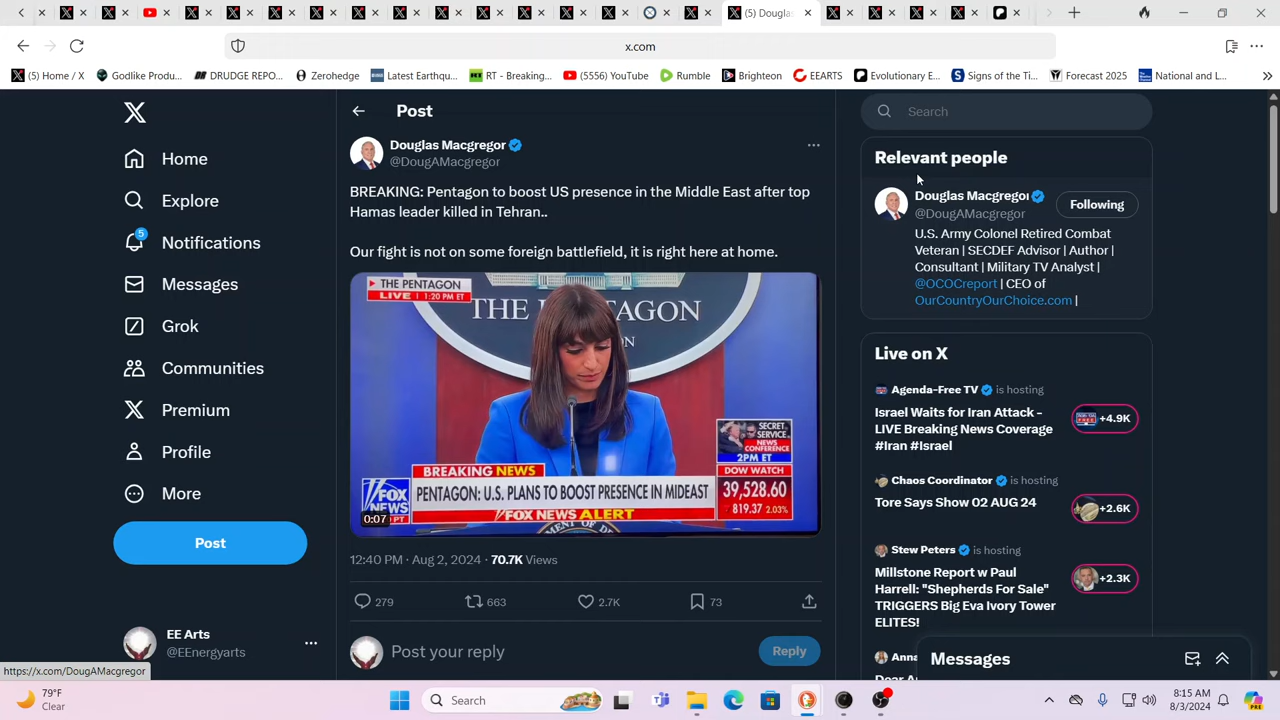 (5) Douglas
(5) Home / X
Godlike Produ...
DRUDGE REPO...
Zerohedge
Latest Earthqu...
RT - Breaking...
(5556) YouTube
Rumble
Brighteon
EEARTS
Evolutionary E...
Signs of the Ti...
Forecast 2025
National and L...
x.com
Home
Explore
5
Notifications
Messages
Grok
Communities
Premium
Profile
More
Post
EE Arts
@EEnergyarts
https://x.com/DougAMacgregor
Post
Douglas Macgregor
@DougAMacgregor
BREAKING: Pentagon to boost US presence in the Middle East after top
Hamas leader killed in Tehran..
Our fight is not on some foreign battlefield, it is right here at home.
THE PENTAGON
LIVE 1:20 PM ET
THE PENTAGON
SECRET
SERVICE
NEWS
CONFERENCE
2PM ET
BREAKING NEWS
DOW WATCH
PENTAGON: U.S. PLANS TO BOOST PRESENCE IN MIDEAST
39,528.60
819.37 2.03%
FOX
NEWS
0:07 PT
FOX NEWS ALERT
12:40 PM · Aug 2, 2024 · 70.7K Views
279
663
2.7K
73
Post your reply
Reply
Search
Relevant people
Douglas Macgregor
@DougAMacgregor
Following
U.S. Army Colonel Retired Combat
Veteran | SECDEF Advisor | Author |
Consultant | Military TV Analyst |
@OCOCreport | CEO of
OurCountryOurChoice.com |
Live on X
Agenda-Free TV is hosting
Israel Waits for Iran Attack -
LIVE Breaking News Coverage
#Iran #Israel
+4.9K
Chaos Coordinator is hosting
Tore Says Show 02 AUG 24
+2.6K
Stew Peters is hosting
Millstone Report w Paul
Harrell: "Shepherds For Sale"
TRIGGERS Big Eva Ivory Tower
ELITES!
+2.3K
Messages
79°F
Clear
Search
8:15 AM
8/3/2024